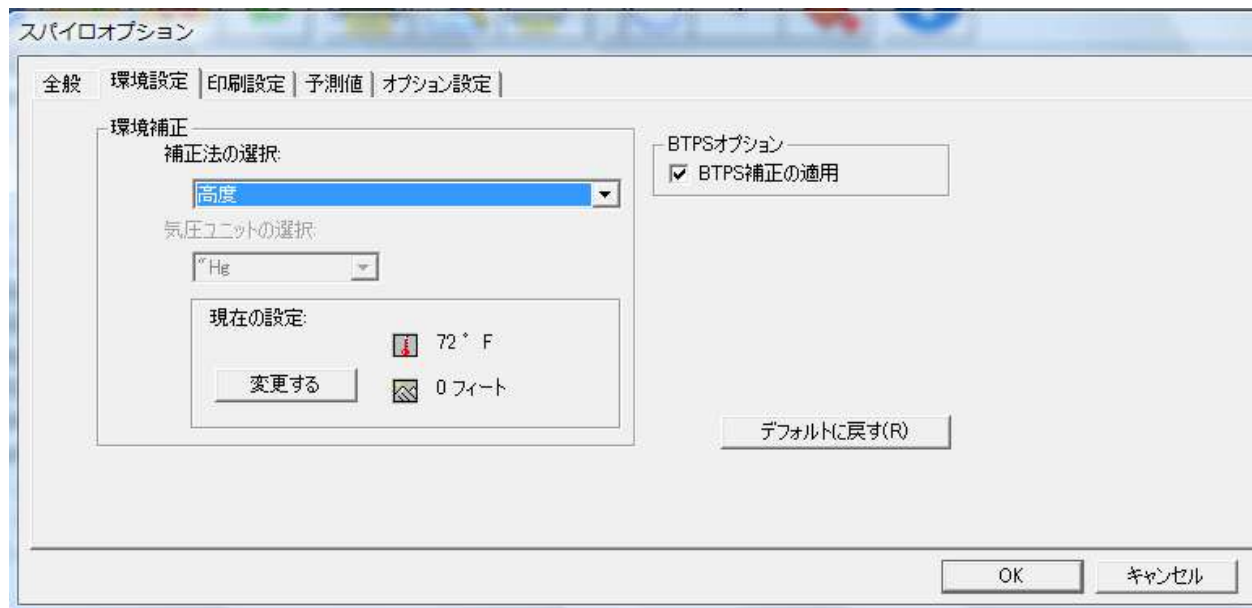 スパイロオプション
全般 環境設定 印刷設定 予測値 オプション設定
環境補正
補正法の選択:
高度
気圧ユニットの選択:
"Hg
現在の設定:
72° F
変更する
0 フィート
BTPSオプション
BTPS補正の適用
デフォルトに戻す(R)
OK キャンセル